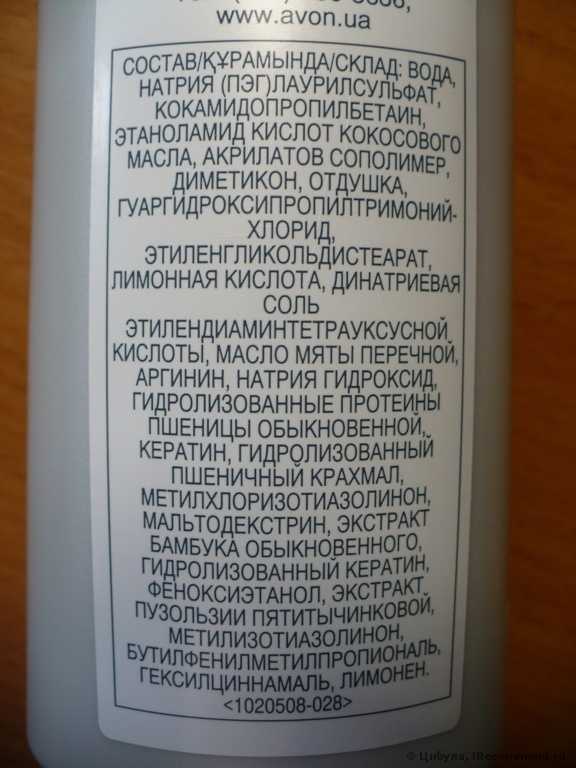 www.avon.ua
СОСТАВ/ҚҰРАМЫНДА/СКЛАД: ВОДА,
НАТРИЯ (ПЭГ)ЛАУРИЛСУЛЬФАТ,
КОКАМИДОПРОПИЛБЕТАИН,
ЭТАНОЛАМИД КИСЛОТ КОКОСОВОГО
МАСЛА, АКРИЛАТОВ СОПОЛИМЕР,
ДИМЕТИКОН, ОТДУШКА,
ГУАРГИДРОКСИПРОПИЛТРИМОНИЙ-
ХЛОРИД,
ЭТИЛЕНГЛИКОЛЬДИСТЕАРАТ,
ЛИМОННАЯ КИСЛОТА, ДИНАТРИЕВАЯ
СОЛЬ
ЭТИЛЕНДИАМИНТЕТРАУКСУСНОЙ
КИСЛОТЫ, МАСЛО МЯТЫ ПЕРЕЧНОЙ,
АРГИНИН, НАТРИЯ ГИДРОКСИД,
ГИДРОЛИЗОВАННЫЕ ПРОТЕИНЫ
ПШЕНИЦЫ ОБЫКНОВЕННОЙ,
КЕРАТИН, ГИДРОЛИЗОВАННЫЙ
ПШЕНИЧНЫЙ КРАХМАЛ,
МЕТИЛХЛОРИЗОТИАЗОЛИНОН,
МАЛЬТОДЕКСТРИН, ЭКСТРАКТ
БАМБУКА ОБЫКНОВЕННОГО,
ГИДРОЛИЗОВАННЫЙ КЕРАТИН,
ФЕНОКСИЭТАНОЛ, ЭКСТРАКТ
ПУЗОЛЬЗИИ ПЯТИТЫЧИНКОВОЙ,
МЕТИЛИЗОТИАЗОЛИНОН,
БУТИЛФЕНИЛМЕТИЛПРОПИОНАЛЬ,
ГЕКСИЛЦИННАМАЛЬ, ЛИМОНЕН.
<1020508-028>
© Цибуля, IRecommend.ru